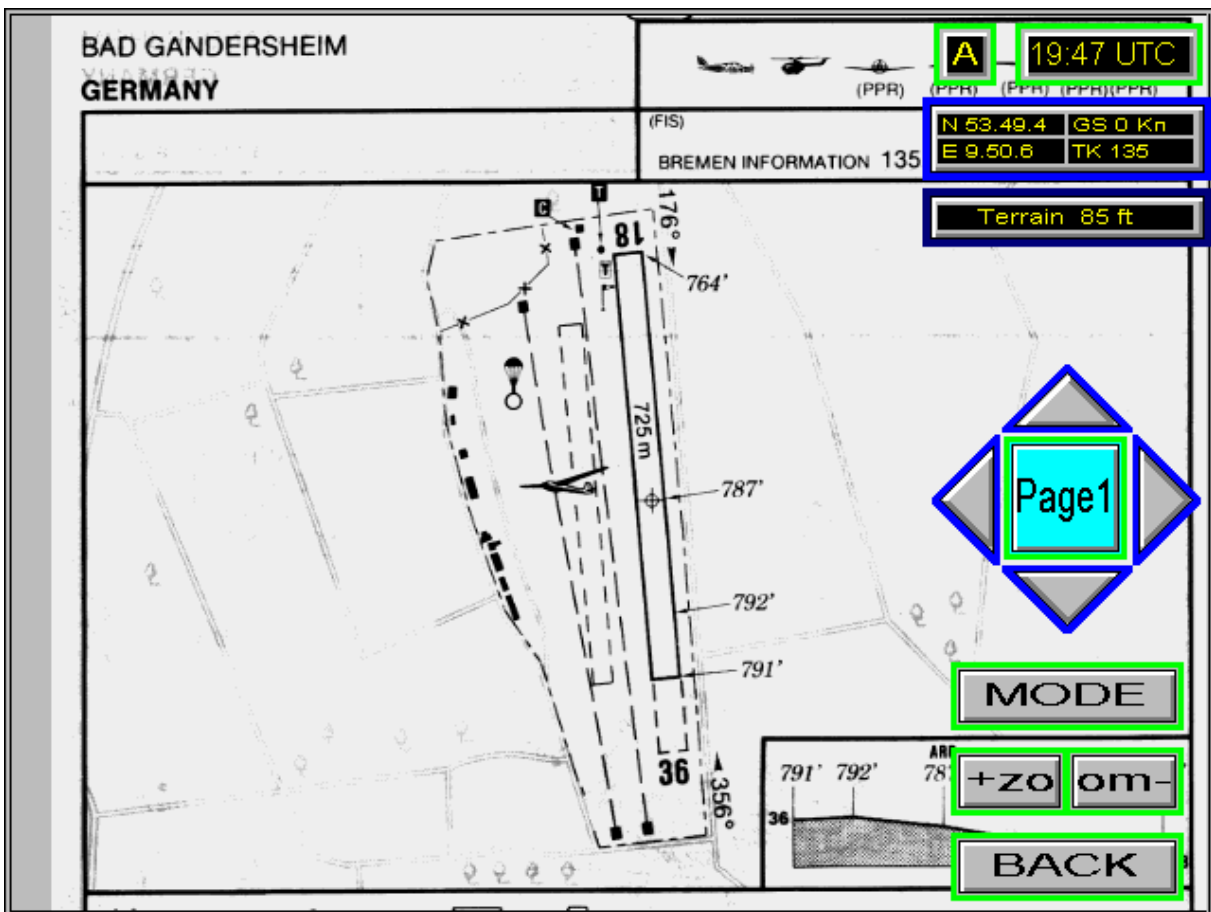 BAD GANDERSHEIM
GERMANY
(PPR) (PPR) (PPR) (PPR)(PPR)
A
19:47 UTC
(FIS)
BREMEN INFORMATION 135
N 53.49.4 GS 0 Kn
E 9.50.6 TK 135
Terrain 85 ft
C
T
176°
18
T
764'
725 m
787'
792'
791'
36
356°
Page1
MODE
+zo om-
BACK
791' 792' 787
36